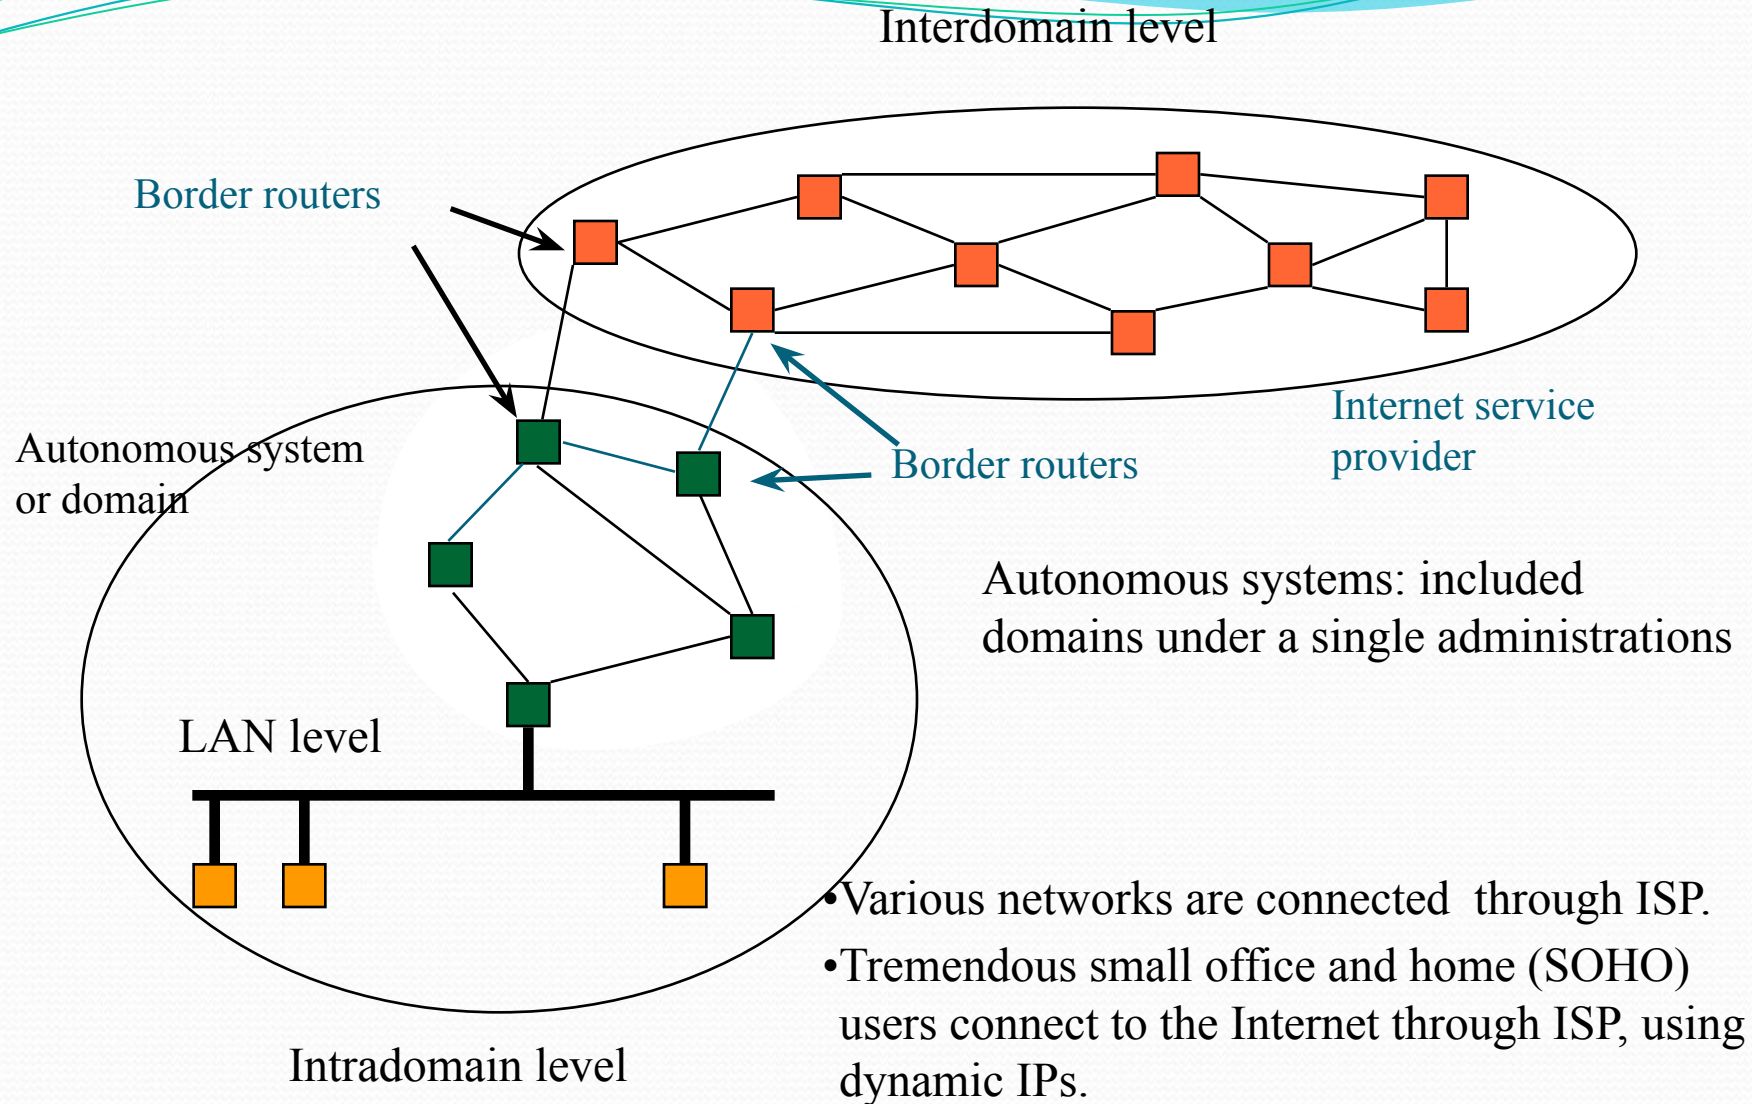 Interdomain level
Border routers
Internet service
provider
Autonomous system
or domain
Border routers
Autonomous systems: included
domains under a single administrations
LAN level
•Various networks are connected  through ISP.
•Tremendous small office and home (SOHO)
users connect to the Internet through ISP, using
dynamic IPs.
Intradomain level